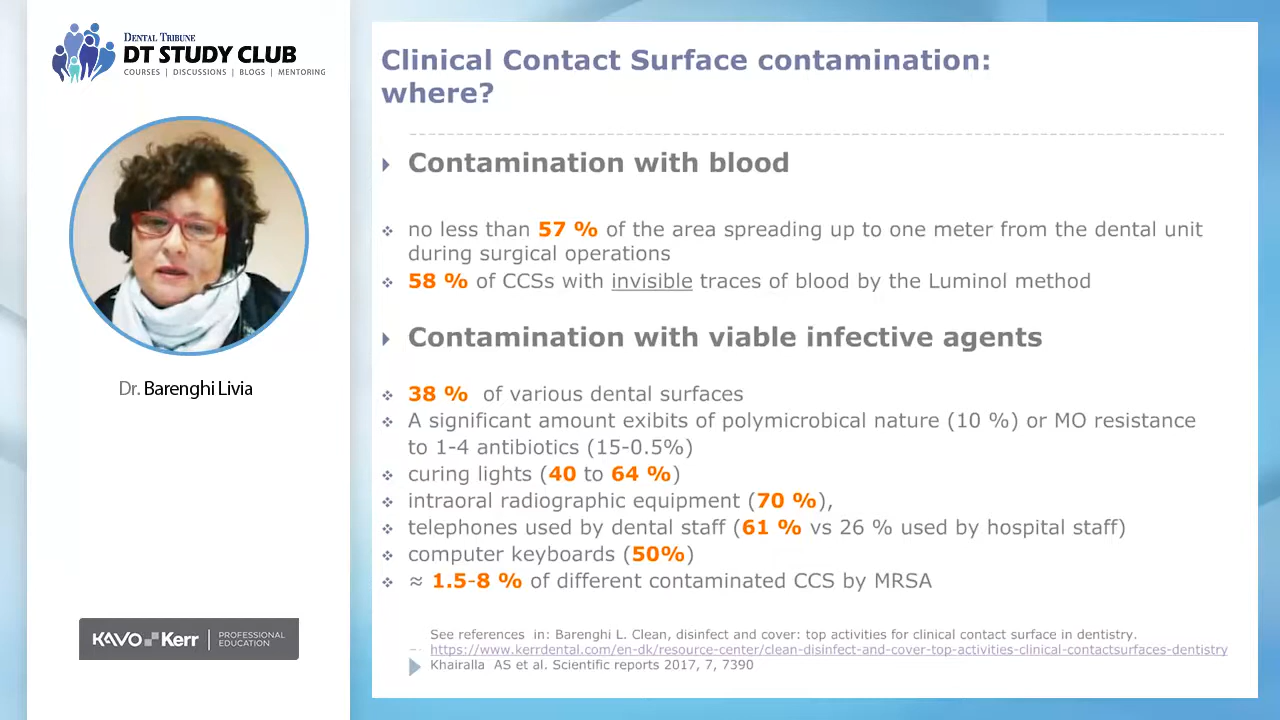 DENTAL TRIBUNE
DT STUDY CLUB
COURSES | DISCUSSIONS | BLOGS | MENTORING
Dr. Barenghi Livia
KAVO Kerr | PROFESSIONAL
EDUCATION
Clinical Contact Surface contamination:
where?
Contamination with blood
no less than 57 % of the area spreading up to one meter from the dental unit
during surgical operations
58 % of CCSs with invisible traces of blood by the Luminol method
Contamination with viable infective agents
38 % of various dental surfaces
A significant amount exibits of polymicrobical nature (10 %) or MO resistance
to 1-4 antibiotics (15-0.5%)
curing lights (40 to 64 %)
intraoral radiographic equipment (70 %),
telephones used by dental staff (61 % vs 26 % used by hospital staff)
computer keyboards (50%)
≈ 1.5-8 % of different contaminated CCS by MRSA
See references in: Barenghi L. Clean, disinfect and cover: top activities for clinical contact surface in dentistry.
https://www.kerrdental.com/en-dk/resource-center/clean-disinfect-and-cover-top-activities-clinical-contactsurfaces-dentistry
Khairalla AS et al. Scientific reports 2017, 7, 7390